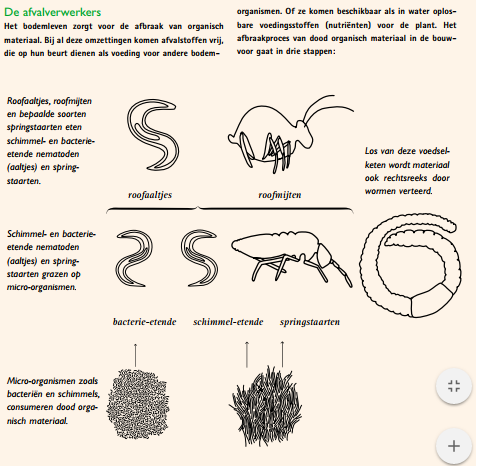 De afvalverwerkers
Het bodemleven zorgt voor de afbraak van organisch
materiaal. Bij al deze omzettingen komen afvalstoffen vrij,
die op hun beurt dienen als voeding voor andere bodem-
organismen. Of ze komen beschikbaar als in water oplos-
bare voedingsstoffen (nutriënten) voor de plant. Het
afbraakproces van dood organisch materiaal in de bouw-
voor gaat in drie stappen:
Roofaaltjes, roofmijten
en bepaalde soorten
springstaarten eten
schimmel- en bacterie-
etende nematoden
(aaltjes) en spring-
staarten.
roofaaltjes
roofmijten
Los van deze voedsel-
keten wordt materiaal
ook rechtsreeks door
wormen verteerd.
Schimmel- en bacterie-
etende nematoden
(aaltjes) en spring-
staarten grazen op
micro-organismen.
bacterie-etende
schimmel-etende
springstaarten
Micro-organismen zoals
bacteriën en schimmels,
consumeren dood orga-
nisch materiaal.